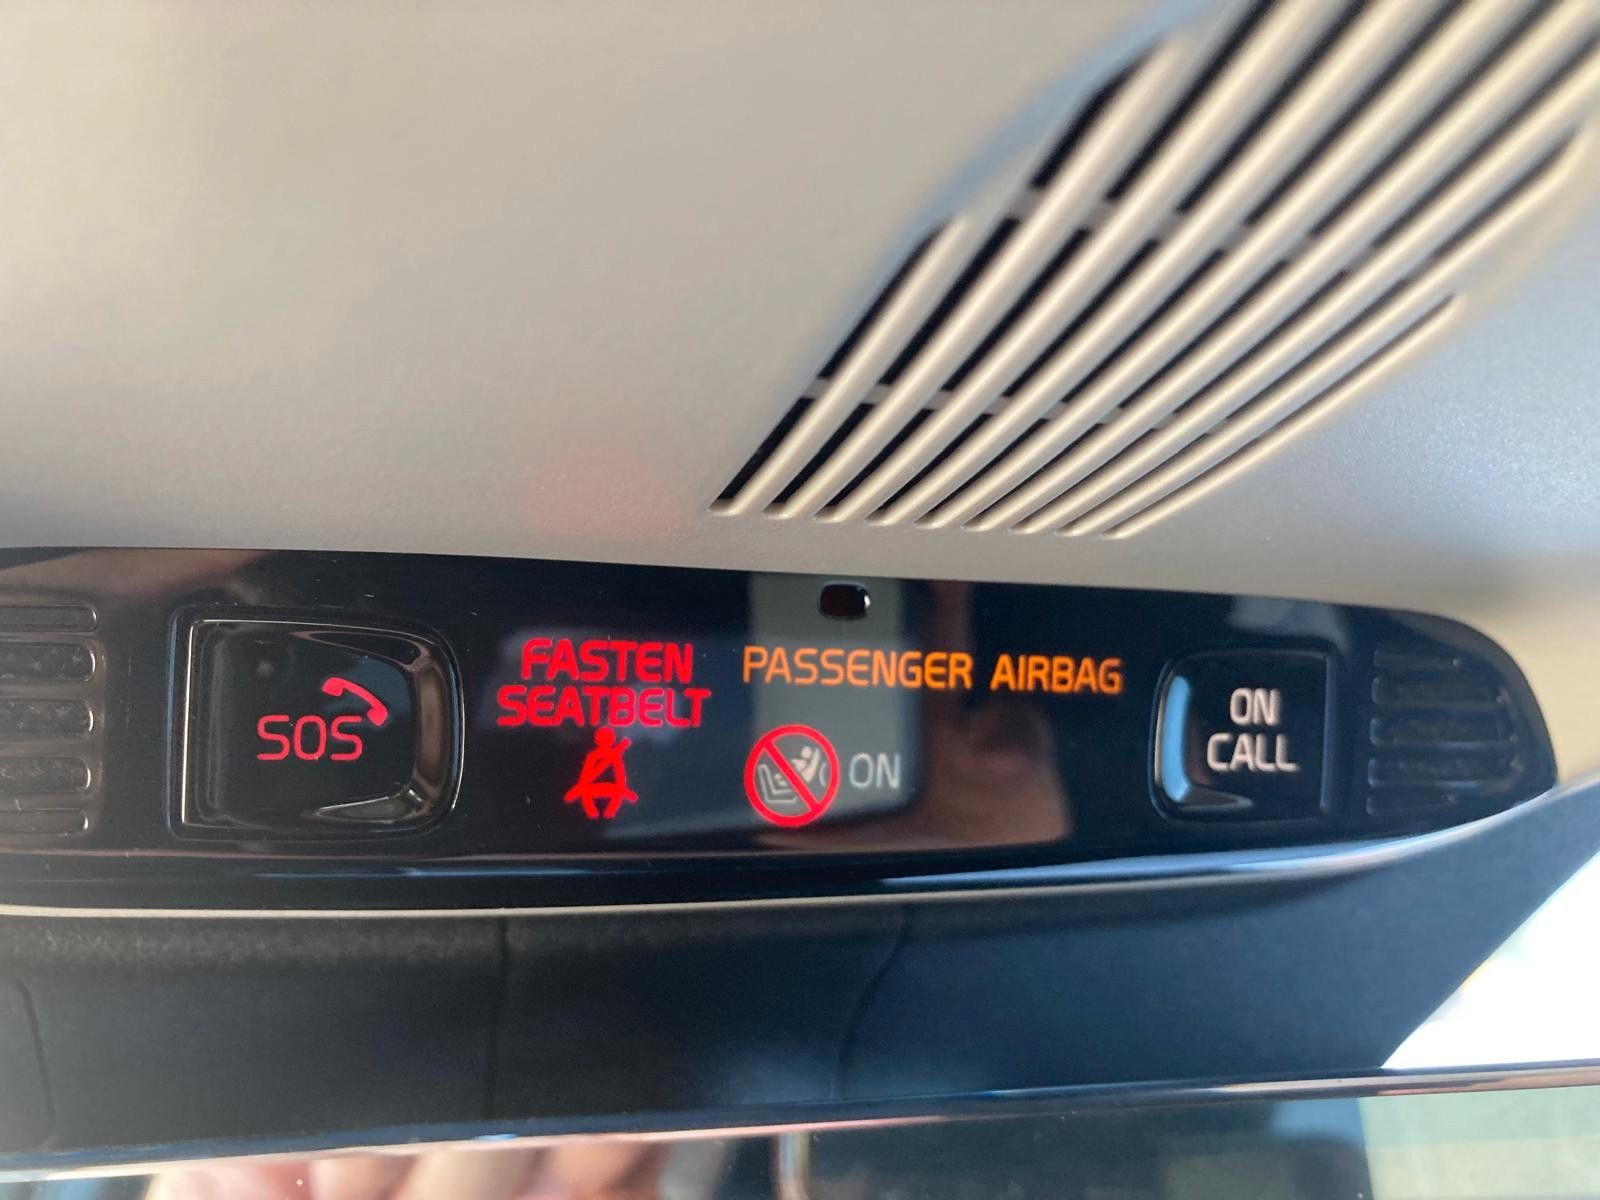 SOS
FASTEN
SEATBELT
PASSENGER AIRBAG
ON
ON
CALL